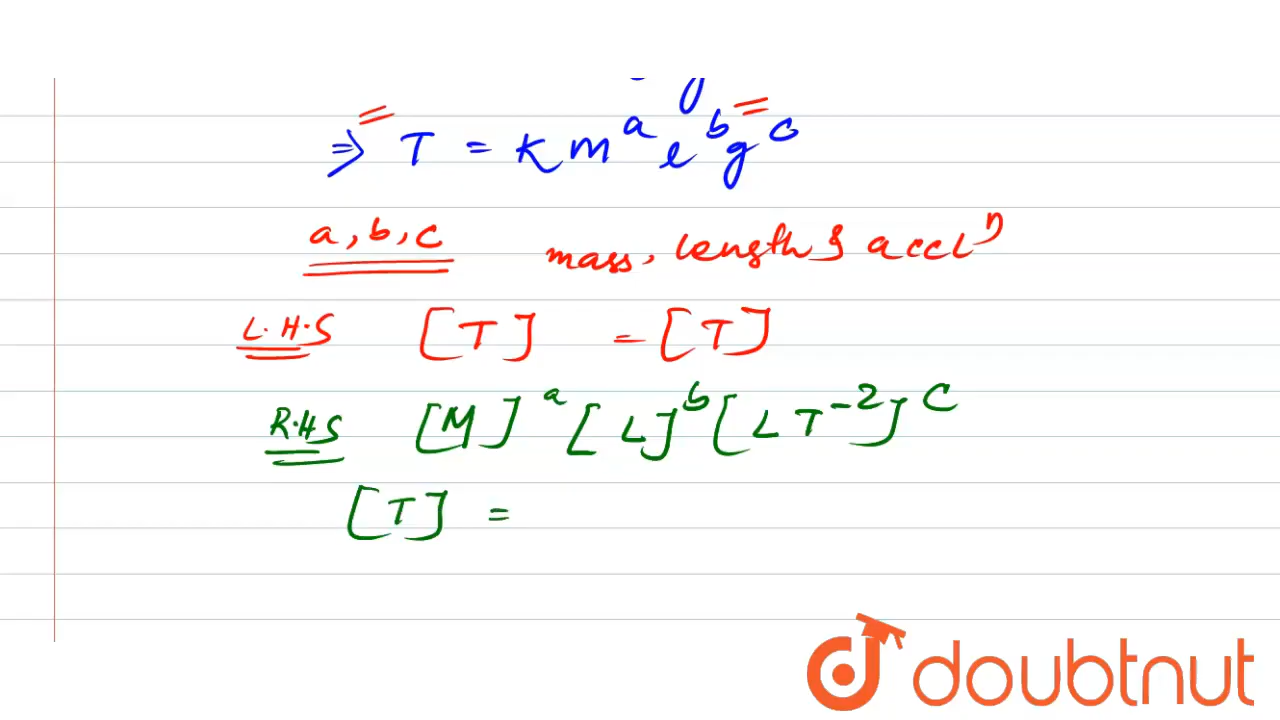 ⇒ T = K m^a l^b g^c
a, b, c mass, length & accl^n
L.H.S [T] = [T]
R.H.S [M]^a [L]^b [L T^-2]^c
[T] =
doubtnut